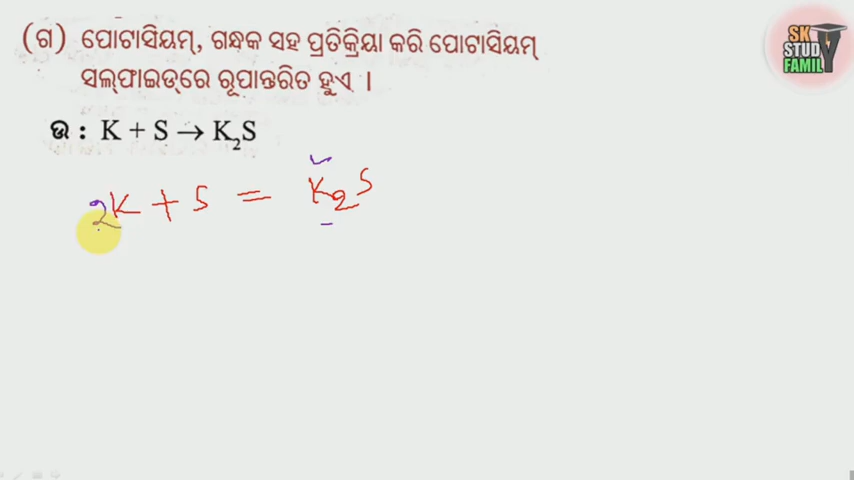 (ଗ) ପୋଟାସିୟମ୍, ଗନ୍ଧକ ସହ ପ୍ରତିକ୍ରିୟା କରି ପୋଟାସିୟମ୍
ସଲ୍‌ଫାଇଡ୍‌ରେ ରୂପାନ୍ତରିତ ହୁଏ ।
ଉ : K + S → K₂S
2K + S = K₂S
SK
STUDY
FAMILY